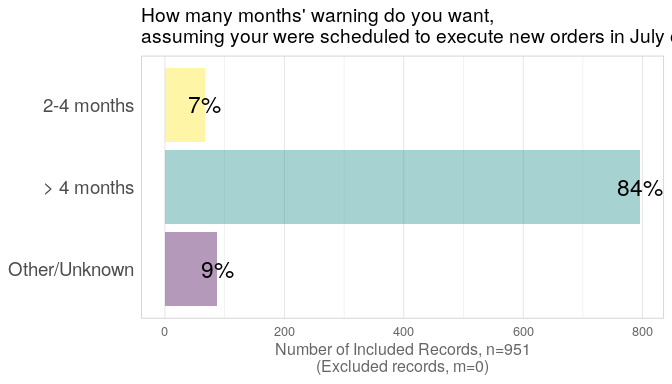 How many months' warning do you want,
assuming your were scheduled to execute new orders in July
2-4 months
7%
> 4 months
84%
Other/Unknown
9%
0 200 400 600 800
Number of Included Records, n=951
(Excluded records, m=0)